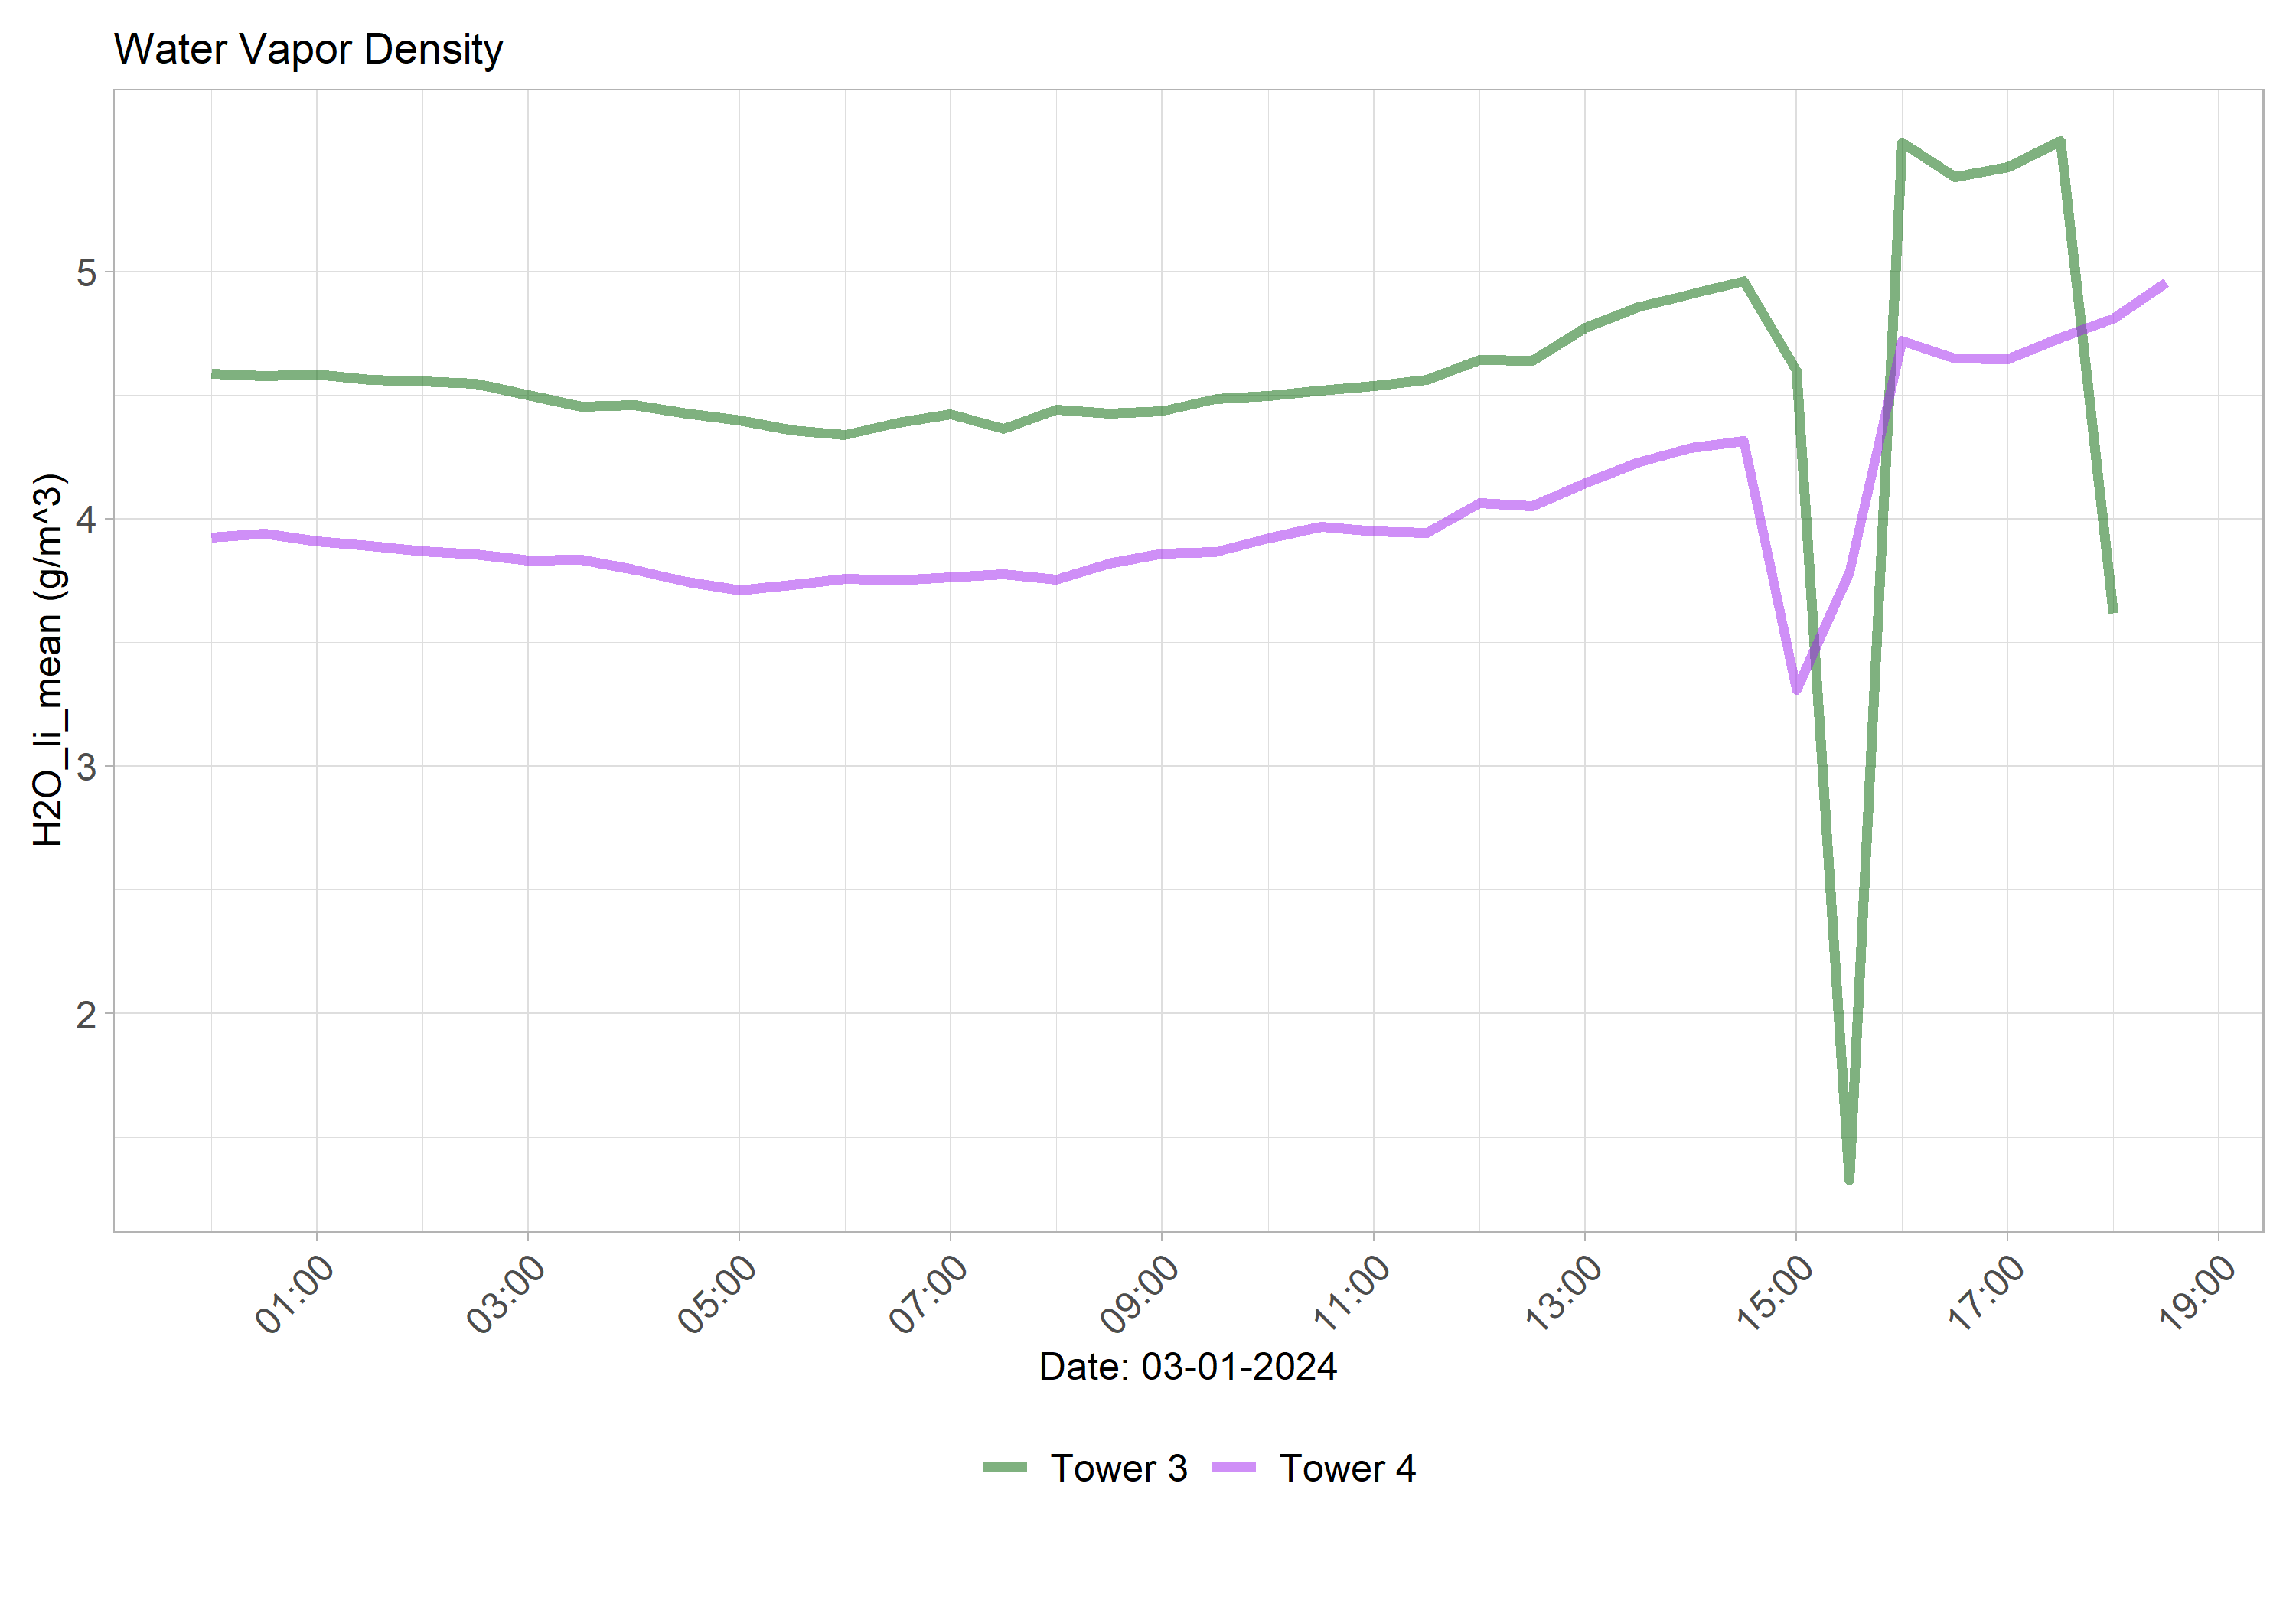 Water Vapor Density
H2O_li_mean (g/m^3)
5
4
3
2
01:00 03:00 05:00 07:00 09:00 11:00 13:00 15:00 17:00 19:00
Date: 03-01-2024
Tower 3 Tower 4